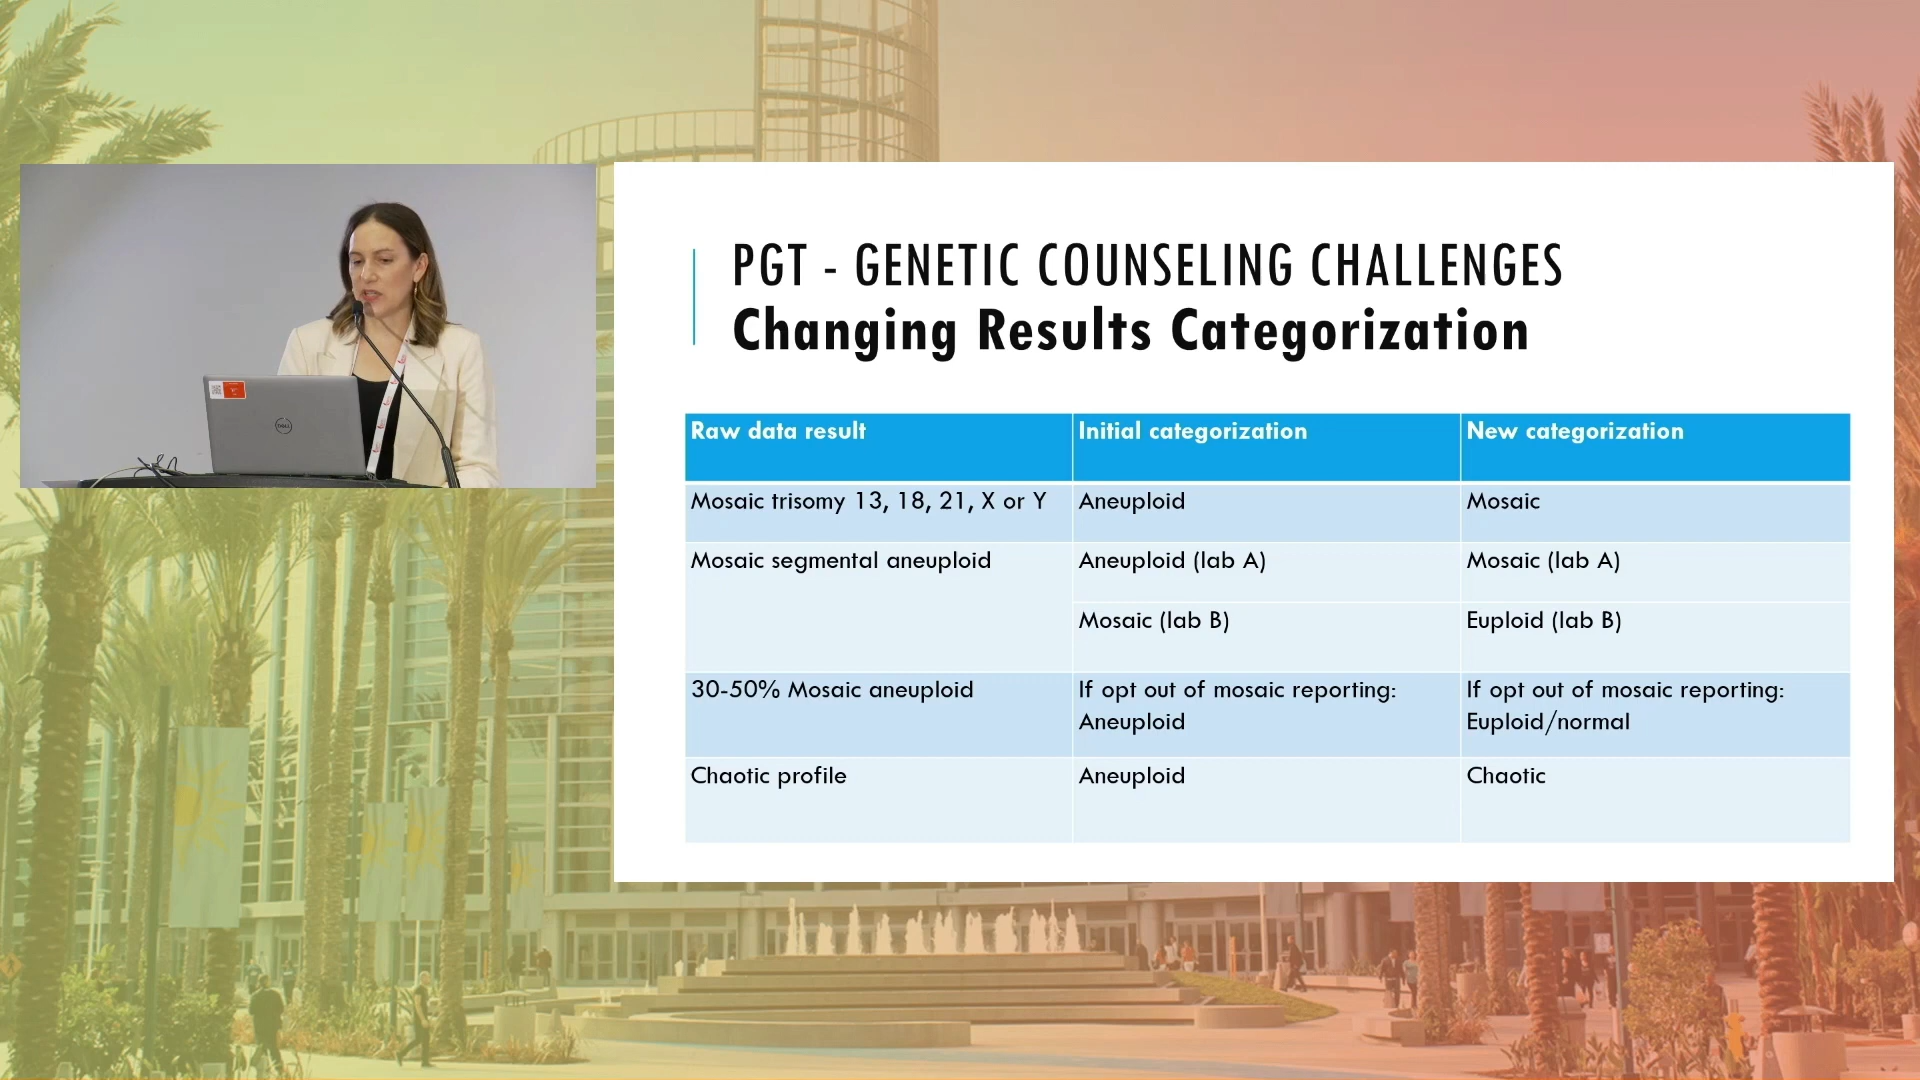 PGT - GENETIC COUNSELING CHALLENGES
Changing Results Categorization
Raw data result
Initial categorization
New categorization
Mosaic trisomy 13, 18, 21, X or Y
Aneuploid
Mosaic
Mosaic segmental aneuploid
Aneuploid (lab A)
Mosaic (lab A)
Mosaic (lab B)
Euploid (lab B)
30-50% Mosaic aneuploid
If opt out of mosaic reporting:
Aneuploid
If opt out of mosaic reporting:
Euploid/normal
Chaotic profile
Aneuploid
Chaotic
DELL